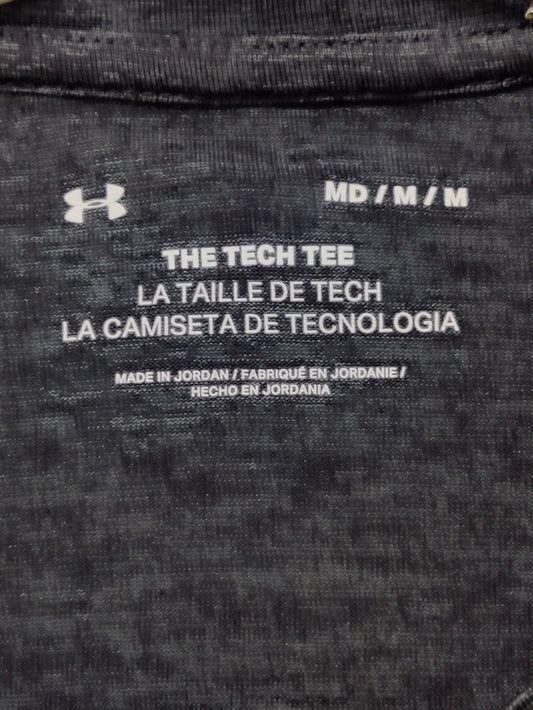 MD / M / M
THE TECH TEE
LA TAILLE DE TECH
LA CAMISETA DE TECNOLOGIA
MADE IN JORDAN / FABRIQUÉ EN JORDANIE /
HECHO EN JORDANIA